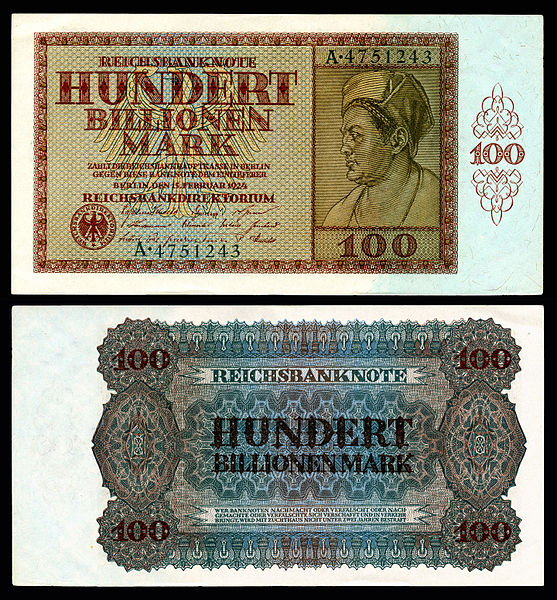 REICHSBANKNOTE
HUNDERT
BILLIONEN
MARK
ZAHLT DIE REICHSBANKHAUPTKASSE IN BERLIN
GEGEN DIESE BANKNOTE DEM EINLIEFERER
BERLIN, DEN 15. FEBRUAR 1924
REICHSBANKDIREKTORIUM
A·4751243
A·4751243
100
100
100
100
REICHSBANKNOTE
HUNDERT
BILLIONEN MARK
WER BANKNOTEN NACHMACHT ODER VERFÄLSCHT ODER NACH-
GEMACHTE ODER VERFÄLSCHTE SICH VERSCHAFFT UND IN VERKEHR
BRINGT, WIRD MIT ZUCHTHAUS NICHT UNTER ZWEI JAHREN BESTRAFT
100
100